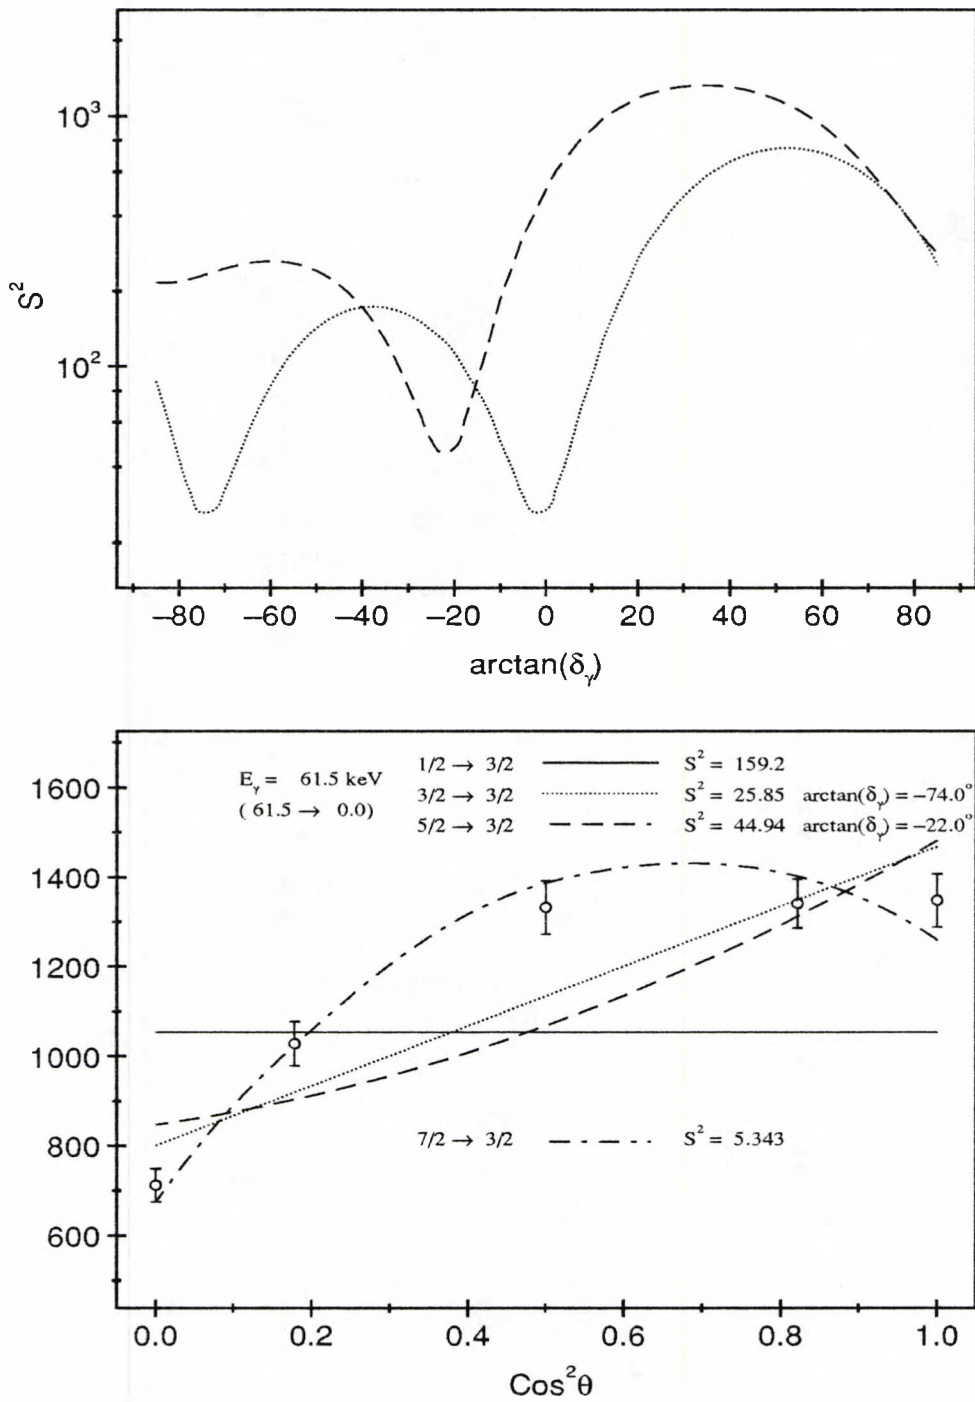 10³
10²
S²
−80 −60 −40 −20 0 20 40 60 80
arctan(δᵧ)
1600
1400
1200
1000
800
600
Eᵧ = 61.5 keV
( 61.5 → 0.0)
1/2 → 3/2 S² = 159.2
3/2 → 3/2 S² = 25.85 arctan(δᵧ) = −74.0°
5/2 → 3/2 S² = 44.94 arctan(δᵧ) = −22.0°
7/2 → 3/2 S² = 5.343
0.0 0.2 0.4 0.6 0.8 1.0
Cos²θ